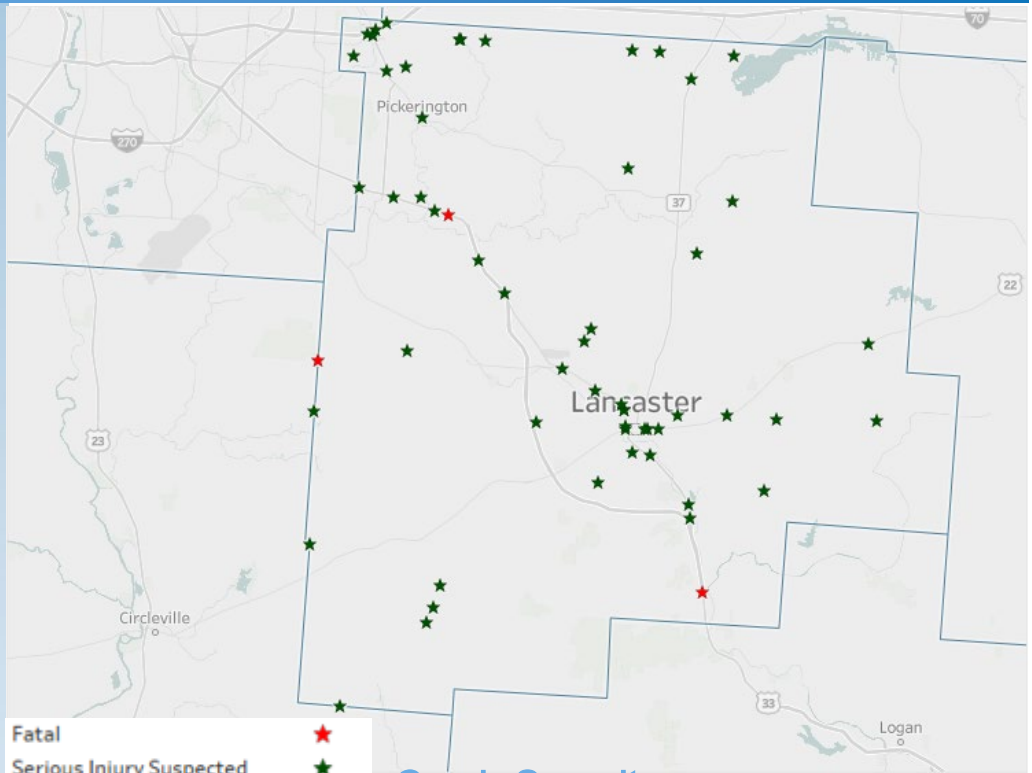 70
Pickerington
270
37
22
Lancaster
23
Circleville
33
Logan
Fatal
Serious Injury Suspected